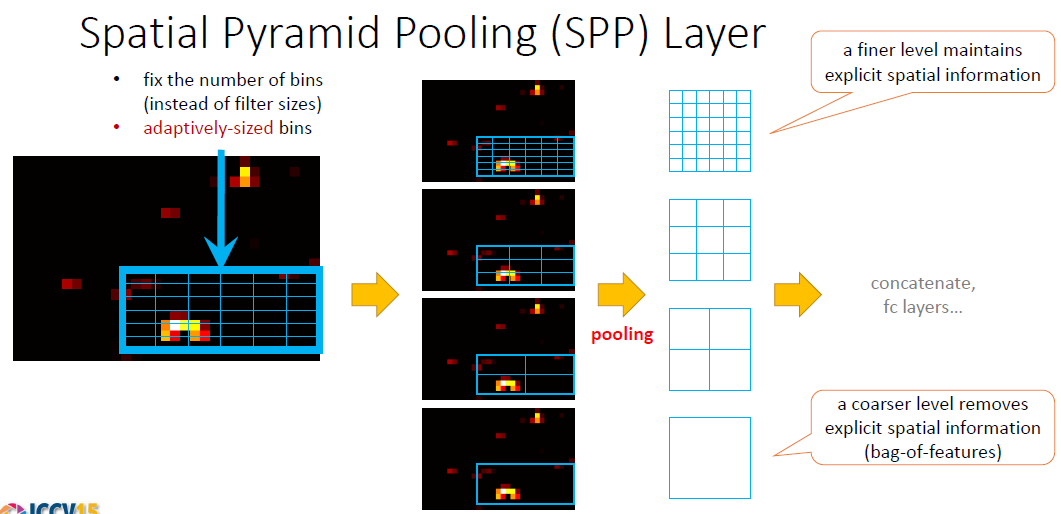 Spatial Pyramid Pooling (SPP) Layer
• fix the number of bins
(instead of filter sizes)
• adaptively-sized bins
a finer level maintains
explicit spatial information
pooling
concatenate,
fc layers...
a coarser level removes
explicit spatial information
(bag-of-features)
ICCV15